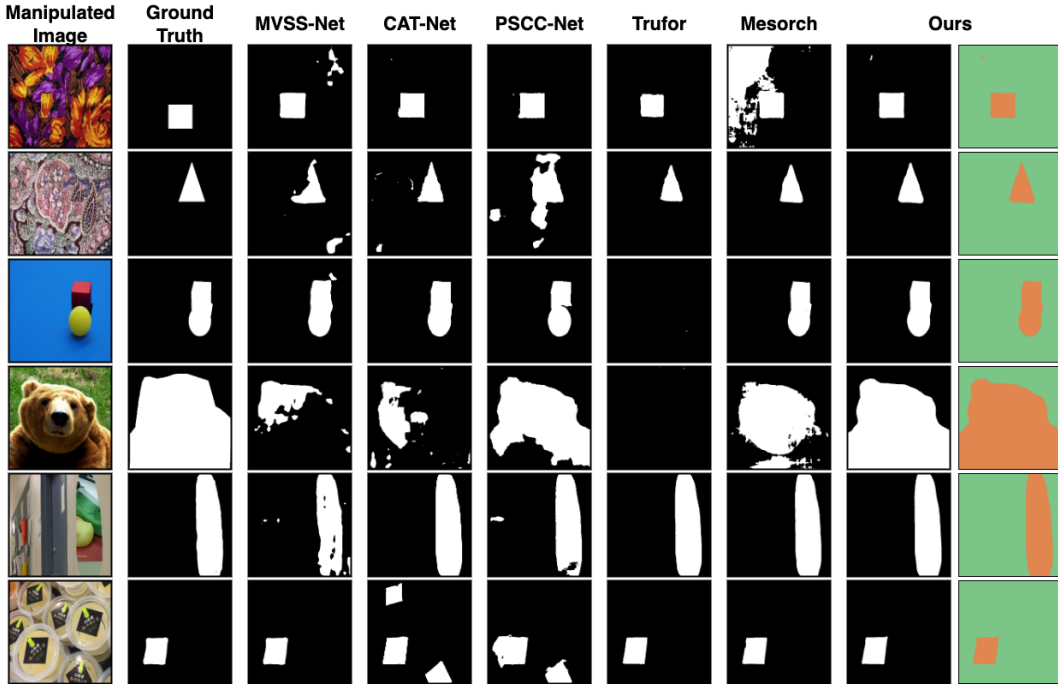 Manipulated
Image
Ground
Truth
MVSS-Net
CAT-Net
PSCC-Net
Trufor
Mesorch
Ours